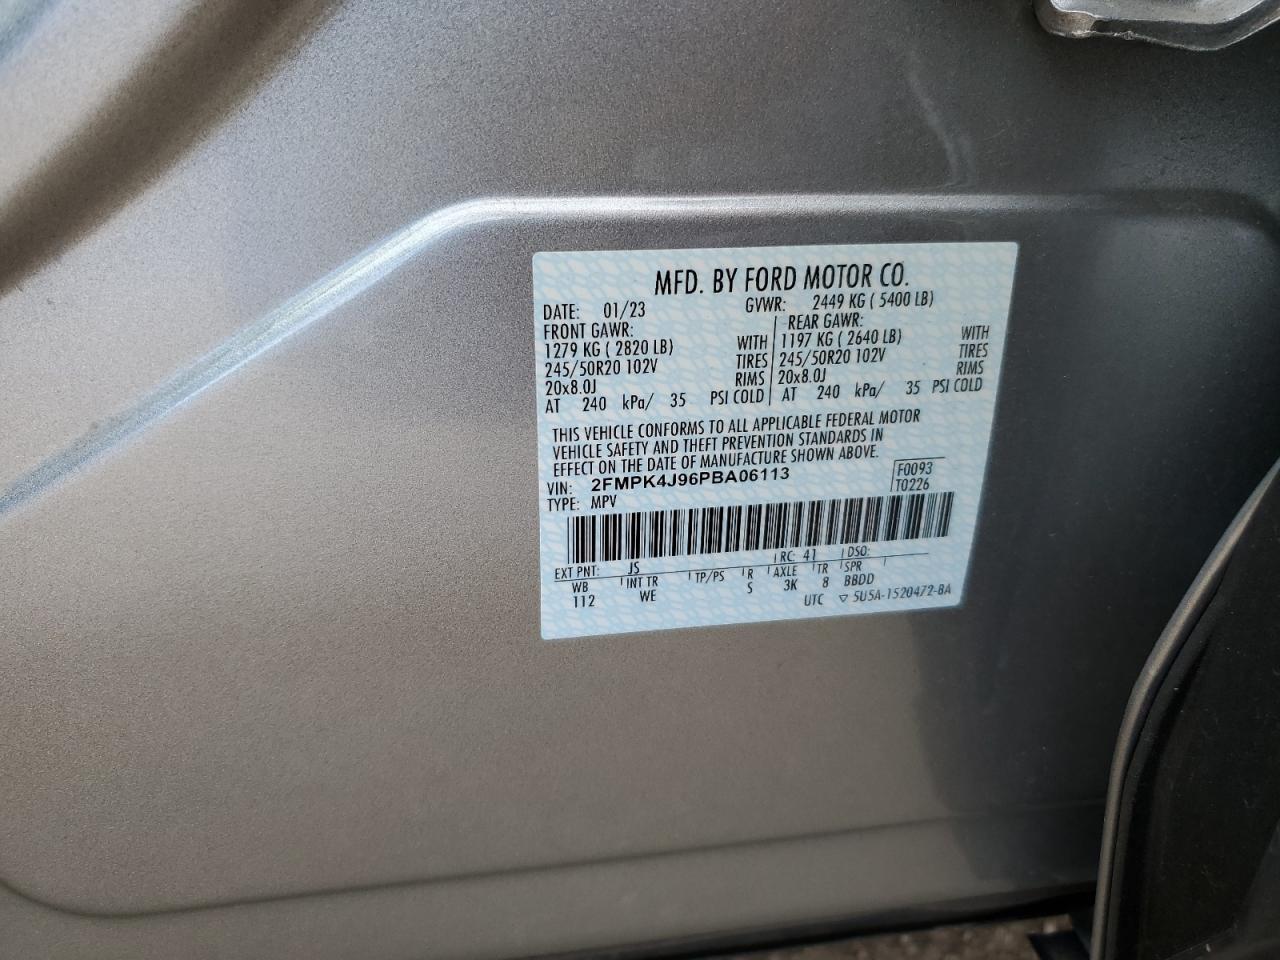 MFD. BY FORD MOTOR CO.
DATE: 01/23 GVWR: 2449 KG ( 5400 LB)
FRONT GAWR: REAR GAWR:
1279 KG ( 2820 LB) WITH 1197 KG ( 2640 LB) WITH
245/50R20 102V TIRES 245/50R20 102V TIRES
20x8.0J RIMS 20x8.0J RIMS
AT 240 kPa/ 35 PSI COLD AT 240 kPa/ 35 PSI COLD
THIS VEHICLE CONFORMS TO ALL APPLICABLE FEDERAL MOTOR
VEHICLE SAFETY AND THEFT PREVENTION STANDARDS IN
EFFECT ON THE DATE OF MANUFACTURE SHOWN ABOVE.
VIN: 2FMPK4J96PBA06113 F0093
TYPE: MPV T0226
EXT PNT: JS RC: 41 DSO:
WB INT TR TP/PS R AXLE TR SPR
112 WE S 3K 8 BBDD
UTC ▽ 5U5A-1520472-BA